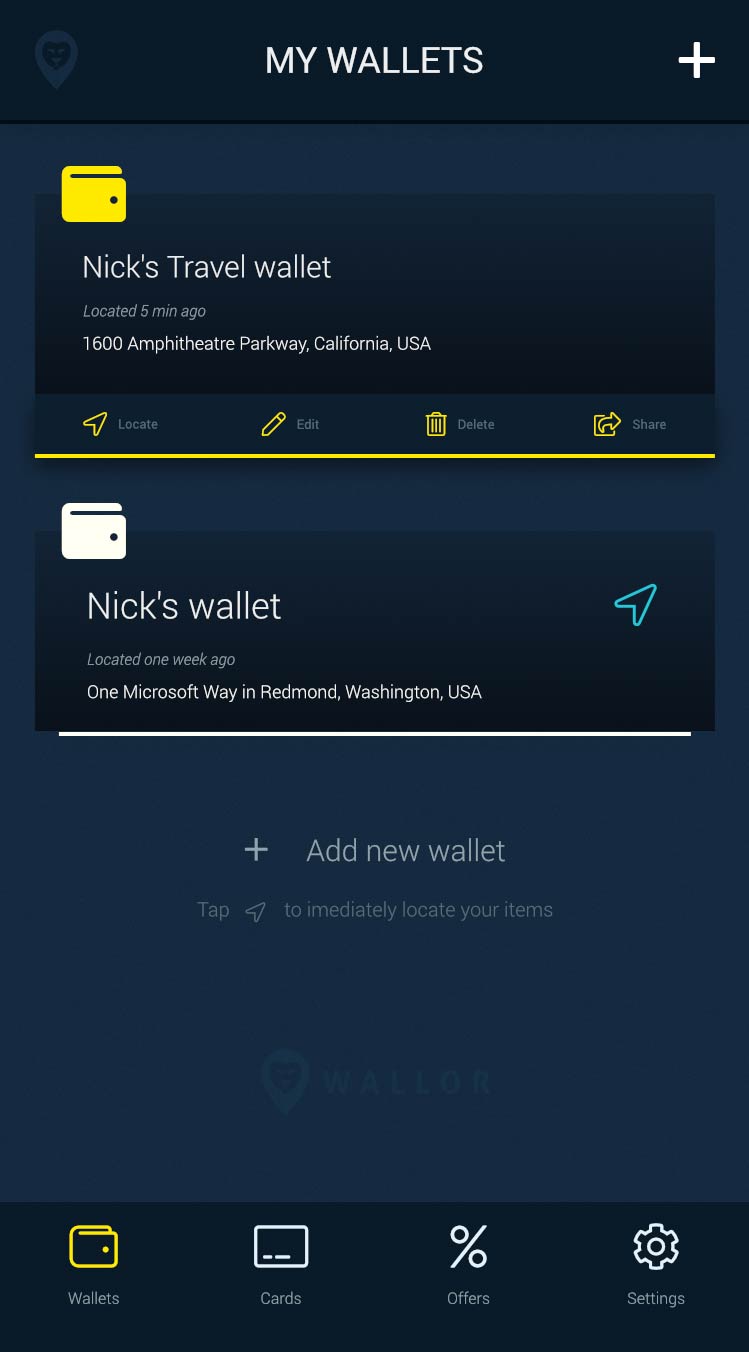 MY WALLETS
Nick's Travel wallet
Located 5 min ago
1600 Amphitheatre Parkway, California, USA
Locate Edit Delete Share
Nick's wallet
Located one week ago
One Microsoft Way in Redmond, Washington, USA
+ Add new wallet
Tap to imediately locate your items
WALLOR
Wallets Cards Offers Settings